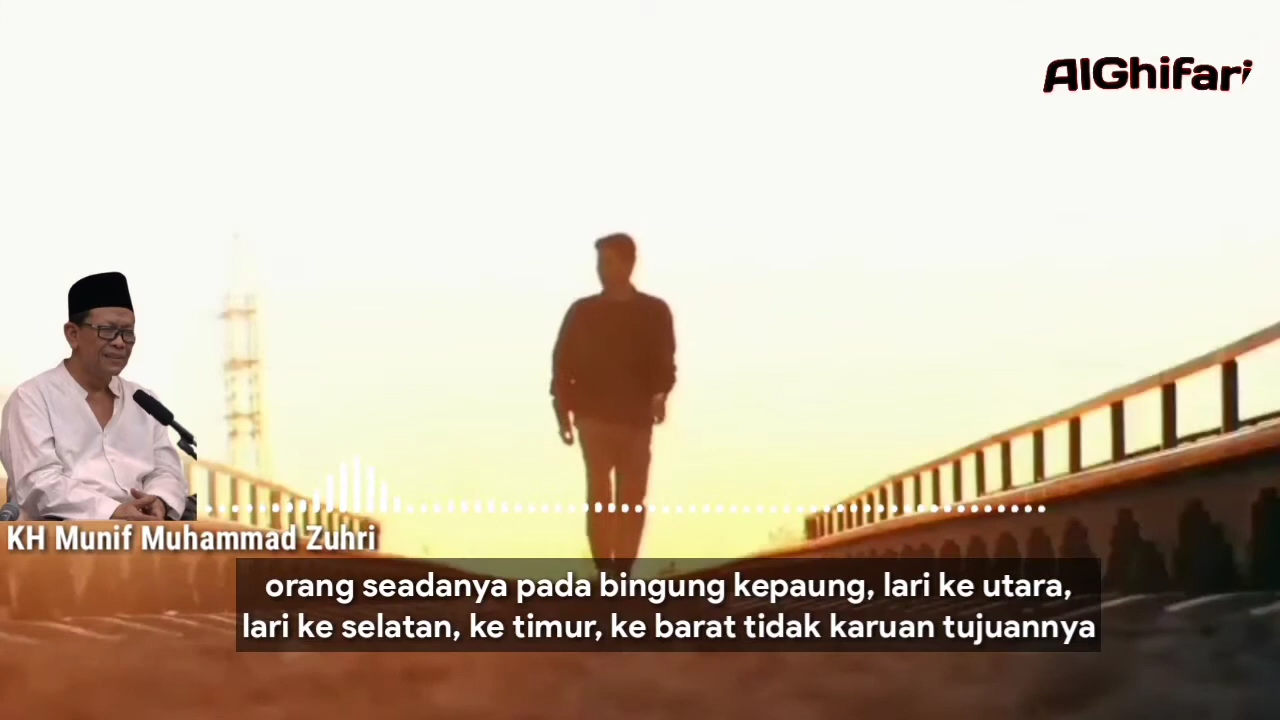 AlGhifari
KH Munif Muhammad Zuhri
orang seadanya pada bingung kepaung, lari ke utara,
lari ke selatan, ke timur, ke barat tidak karuan tujuannya